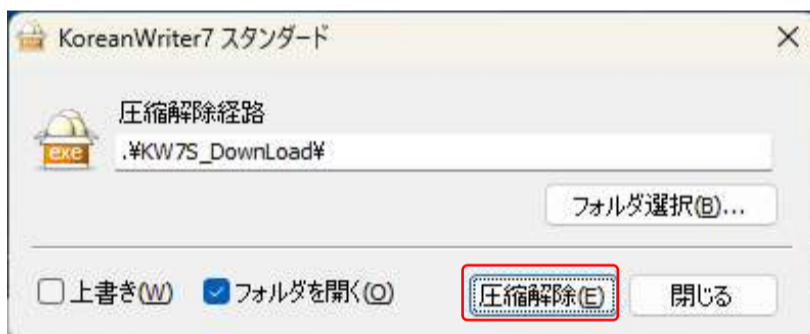 KoreanWriter7 スタンダード
圧縮解除経路
exe
.¥KW7S_DownLoad¥
フォルダ選択(B)...
上書き(W) フォルダを開く(O) 圧縮解除(E) 閉じる